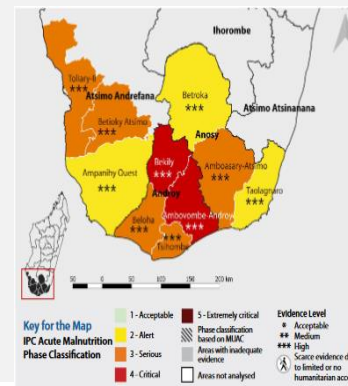 Ihorombe
Toliary-II
***
Atsimo Andrefana
Betroka
***
Atsimo Atsinanana
Betioky Atsimo
***
Anosy
Bekily
***
Amboasary-Atsimo
***
Ampanihy Ouest
***
Androy
Taolagnaro
***
Beloha
***
Ambovombe-Androy
***
Tsihombe
***
50 0 50 100 150 200 km
Key for the Map
IPC Acute Malnutrition
Phase Classification
1 - Acceptable
2 - Alert
3 - Serious
4 - Critical
5 - Extremely critical
Phase classification
based on MUAC
Areas with inadequate
evidence
Areas not analysed
Evidence Level
* Acceptable
** Medium
*** High
Scarce evidence d
to limited or no
humanitarian acc